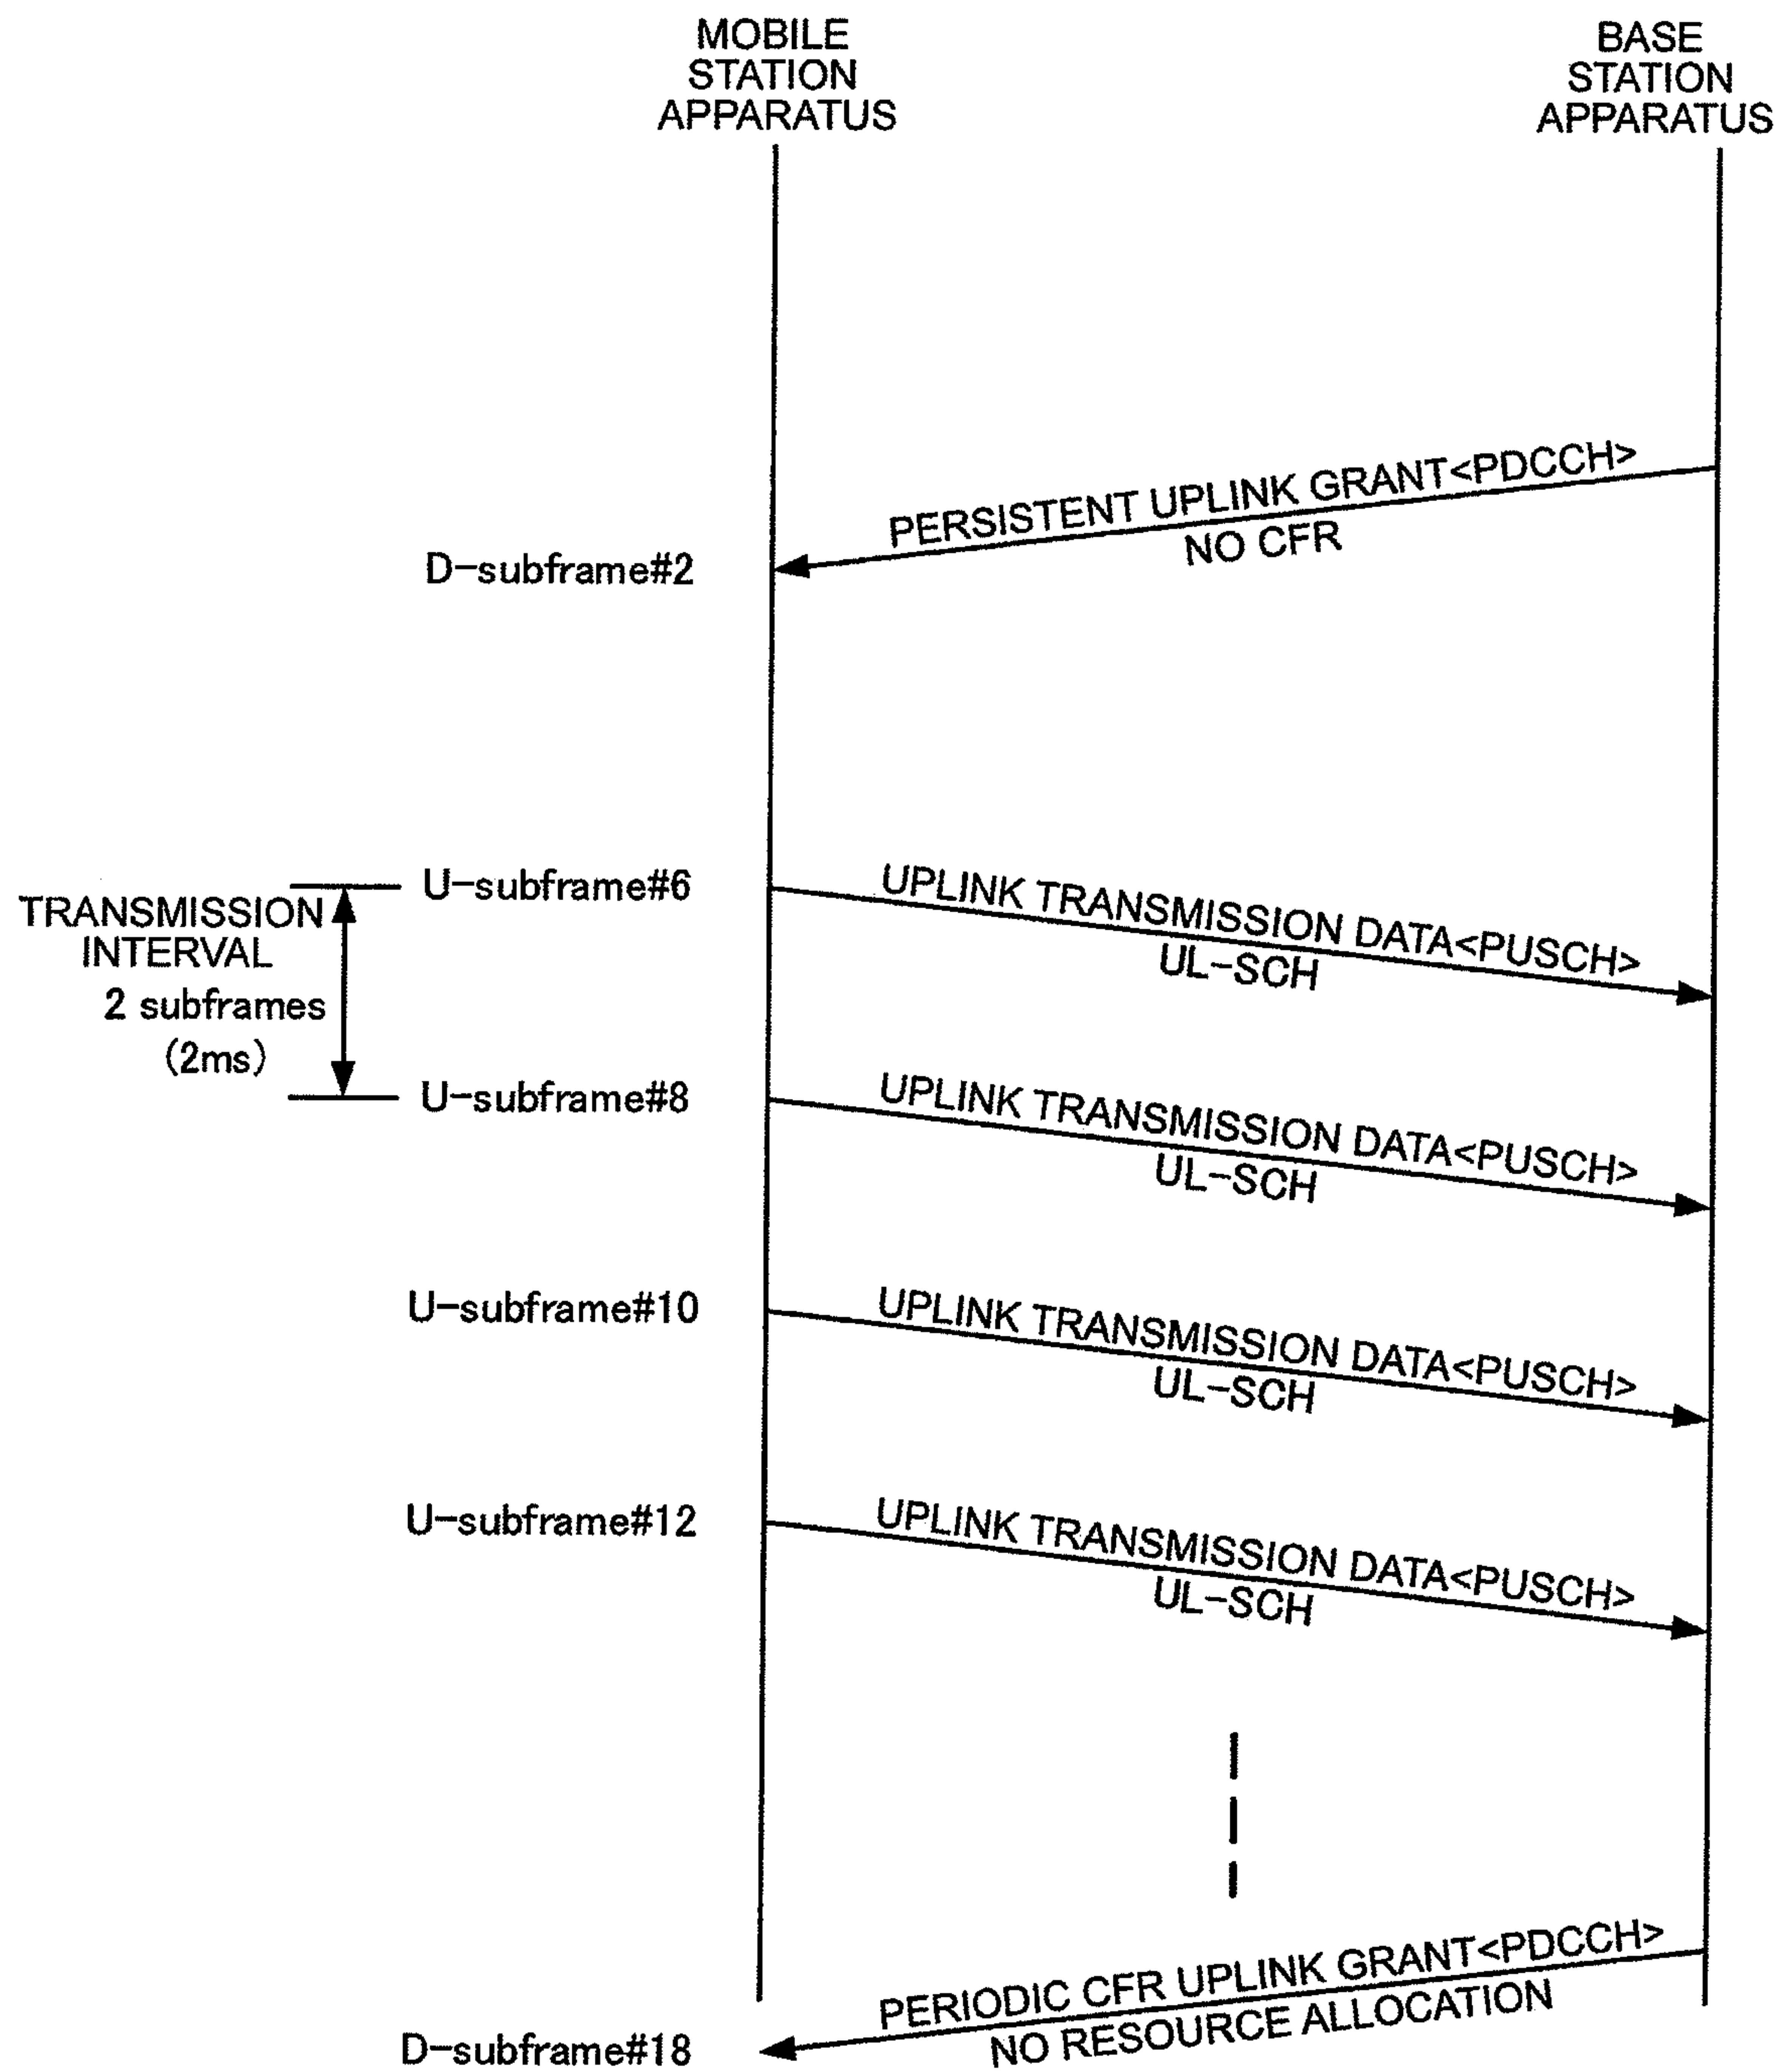 MOBILE
STATION
APPARATUS
BASE
STATION
APPARATUS
PERSISTENT UPLINK GRANT<PDCCH>
NO CFR
D-subframe#2
U-subframe#6
UPLINK TRANSMISSION DATA<PUSCH>
UL-SCH
TRANSMISSION
INTERVAL
2 subframes
(2ms)
U-subframe#8
UPLINK TRANSMISSION DATA<PUSCH>
UL-SCH
U-subframe#10
UPLINK TRANSMISSION DATA<PUSCH>
UL-SCH
U-subframe#12
UPLINK TRANSMISSION DATA<PUSCH>
UL-SCH
PERIODIC CFR UPLINK GRANT<PDCCH>
NO RESOURCE ALLOCATION
D-subframe#18